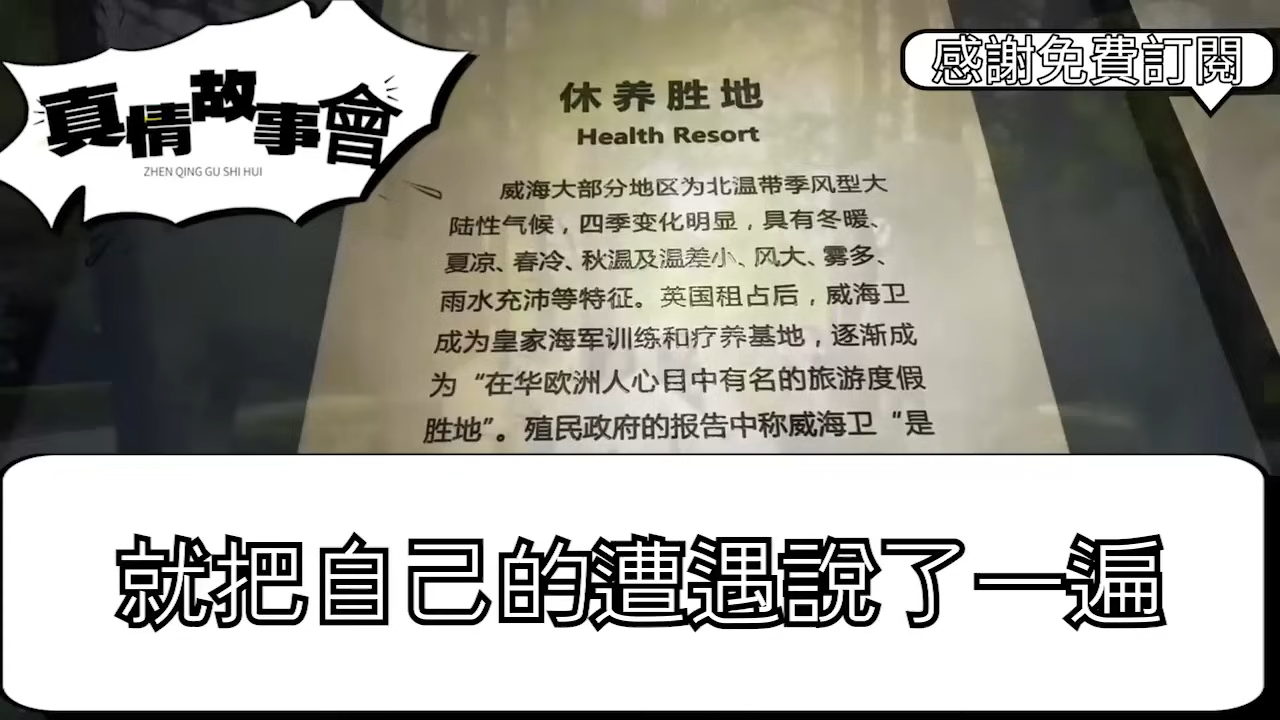 真情故事會
ZHEN QING GU SHI HUI
感謝免費訂閱
休养胜地
Health Resort
威海大部分地区为北温带季风型大
陆性气候，四季变化明显，具有冬暖、
夏凉、春冷、秋温及温差小、风大、雾多、
雨水充沛等特征。英国租占后，威海卫
成为皇家海军训练和疗养基地，逐渐成
为“在华欧洲人心目中有名的旅游度假
胜地”。殖民政府的报告中称威海卫“是
就把自己的遭遇說了一遍